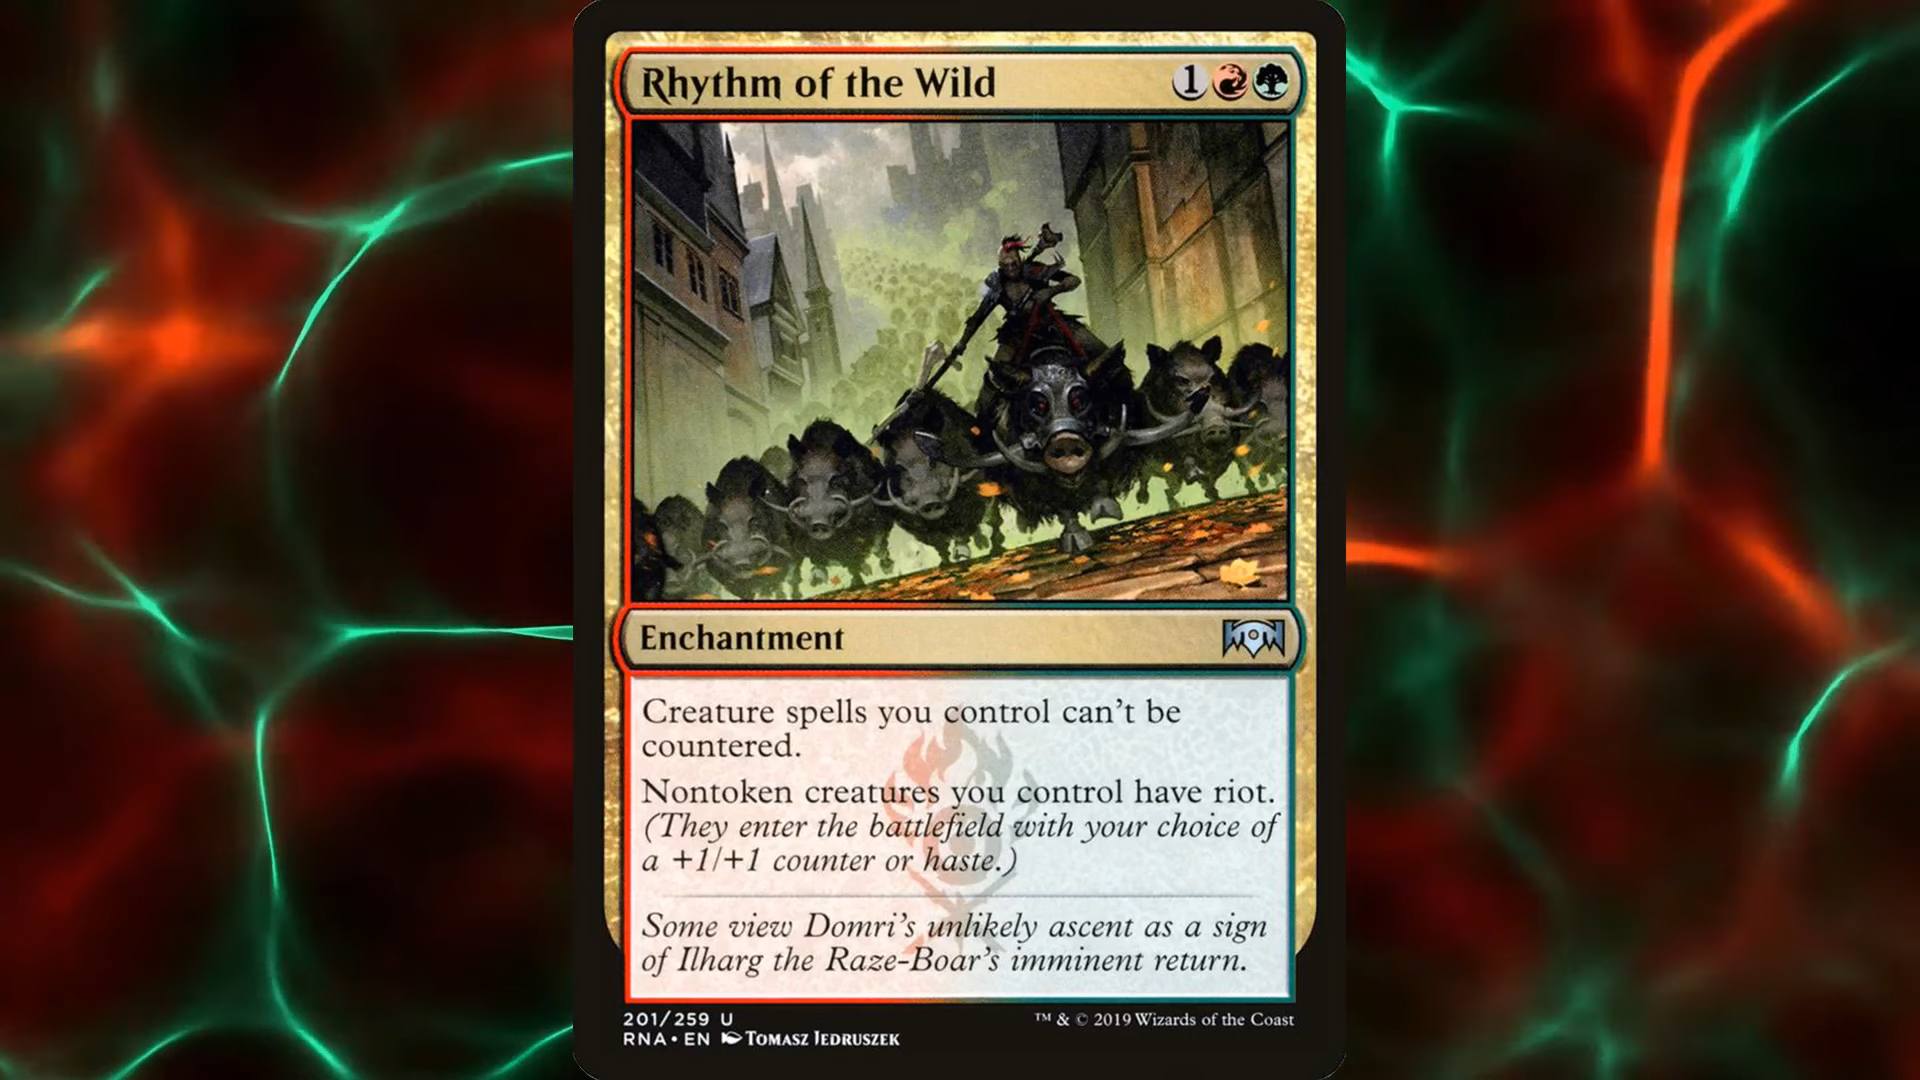 Rhythm of the Wild 1
Enchantment
Creature spells you control can't be
countered.
Nontoken creatures you control have riot.
(They enter the battlefield with your choice of
a +1/+1 counter or haste.)
Some view Domri's unlikely ascent as a sign
of Ilharg the Raze-Boar's imminent return.
201/259 U
RNA • EN Tomasz Jedruszek
™ & © 2019 Wizards of the Coast